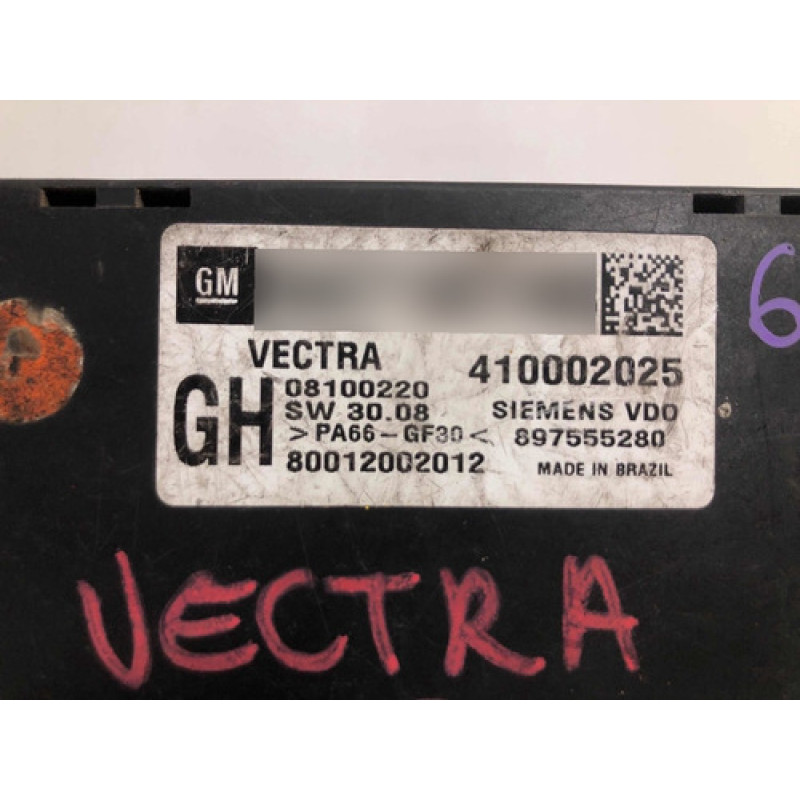 GM
VECTRA 410002025
GH
08100220
SW 30.08 SIEMENS VDO
>PA66-GF30< 897555280
80012002012 MADE IN BRAZIL
6
VECTRA